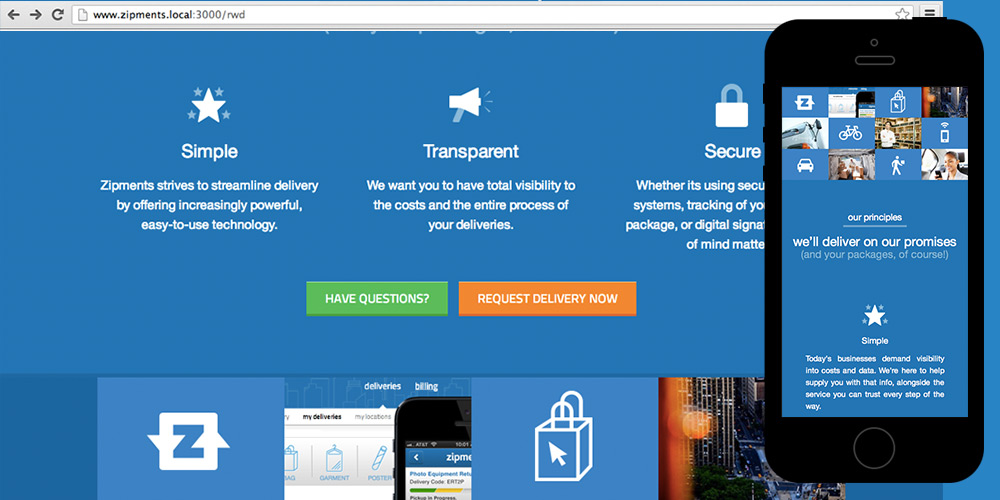 www.zipments.local:3000/rwd
Simple
Zipments strives to streamline delivery
by offering increasingly powerful,
easy-to-use technology.
Transparent
We want you to have total visibility to
the costs and the entire process of
your deliveries.
Secure
Whether its using secu
systems, tracking of yo
package, or digital signat
of mind matte
HAVE QUESTIONS?
REQUEST DELIVERY NOW
Z
deliveries billing
my deliveries my locations
BAG GARMENT POSTER
AT&T 10:01
zipme
Photo Equipment Retu
Delivery Code: ERT2P
Pickup in Progress.
Z
our principles
we'll deliver on our promises
(and your packages, of course!)
Simple
Today's businesses demand visibility
into costs and data. We're here to help
supply you with that info, alongside the
service you can trust every step of the
way.